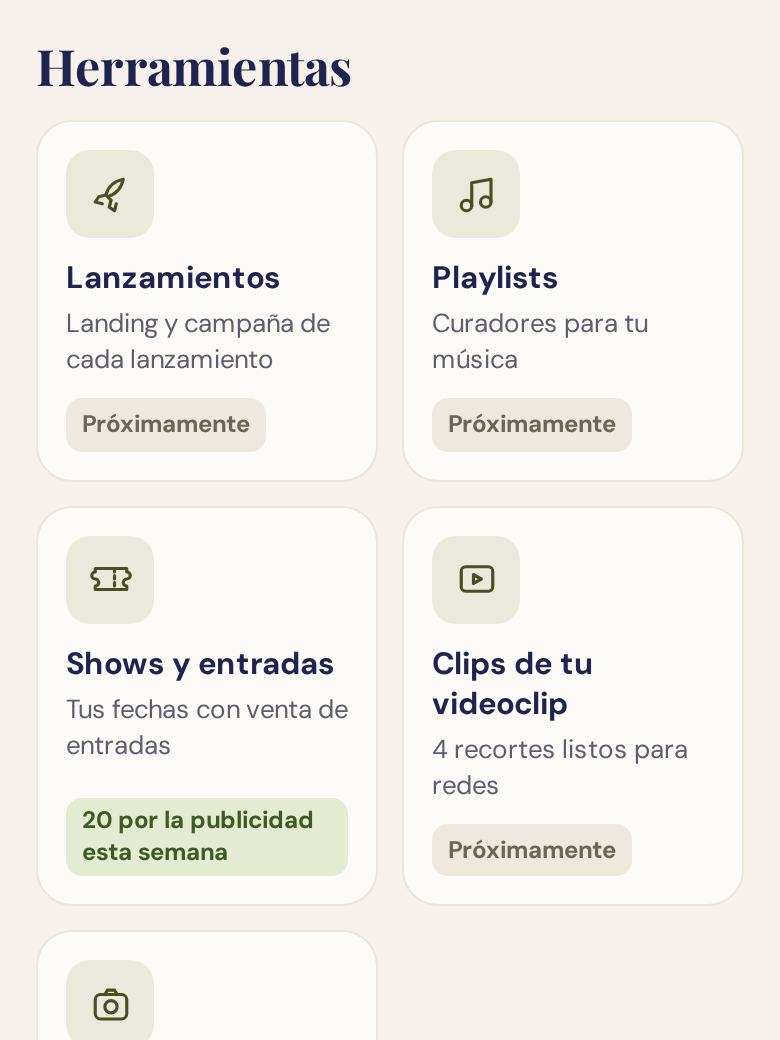 Herramientas
Lanzamientos
Landing y campaña de
cada lanzamiento
Próximamente
Playlists
Curadores para tu
música
Próximamente
Shows y entradas
Tus fechas con venta de
entradas
20 por la publicidad
esta semana
Clips de tu
videoclip
4 recortes listos para
redes
Próximamente